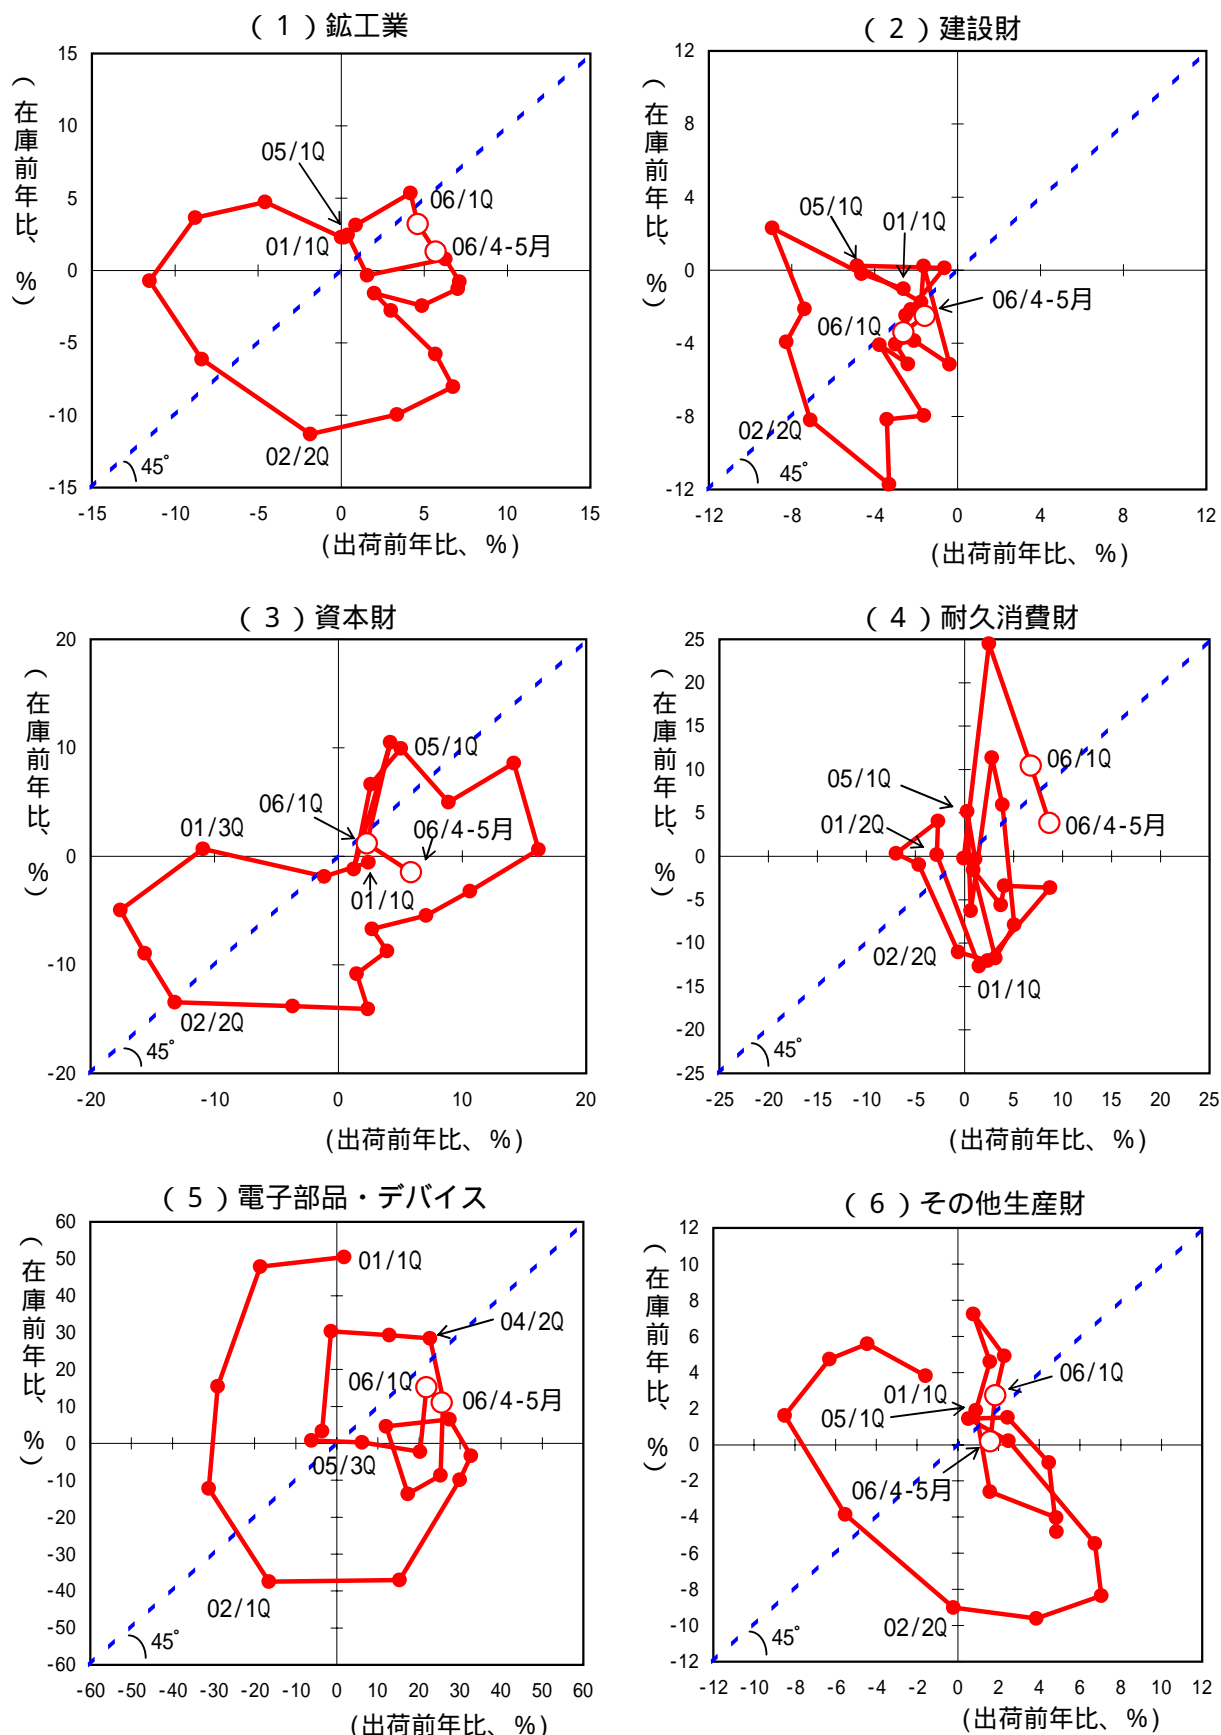 （１）鉱工業
（在庫前年比、％）
15
10
5
0
-5
-10
-15
05/1Q
01/1Q
06/1Q
06/4-5月
02/2Q
45°
-15 -10 -5 0 5 10 15
(出荷前年比、％)
（２）建設財
12
8
4
0
-4
-8
-12
05/1Q
01/1Q
06/4-5月
06/1Q
02/2Q
45°
-12 -8 -4 0 4 8 12
(出荷前年比、％)
（３）資本財
（在庫前年比、％）
20
10
0
-10
-20
05/1Q
06/1Q
01/3Q
06/4-5月
01/1Q
02/2Q
45°
-20 -10 0 10 20
(出荷前年比、％)
（４）耐久消費財
（在庫前年比、％）
25
20
15
10
5
0
-5
-10
-15
-20
-25
06/1Q
05/1Q
06/4-5月
01/2Q
02/2Q
01/1Q
45°
-25 -20 -15 -10 -5 0 5 10 15 20 25
(出荷前年比、％)
（５）電子部品・デバイス
（在庫前年比、％）
60
50
40
30
20
10
0
-10
-20
-30
-40
-50
-60
01/1Q
04/2Q
06/1Q
06/4-5月
05/3Q
02/1Q
45°
-60 -50 -40 -30 -20 -10 0 10 20 30 40 50 60
(出荷前年比、％)
（６）その他生産財
（在庫前年比、％）
12
10
8
6
4
2
0
-2
-4
-6
-8
-10
-12
06/1Q
01/1Q
05/1Q
06/4-5月
02/2Q
45°
-12 -10 -8 -6 -4 -2 0 2 4 6 8 10 12
(出荷前年比、％)